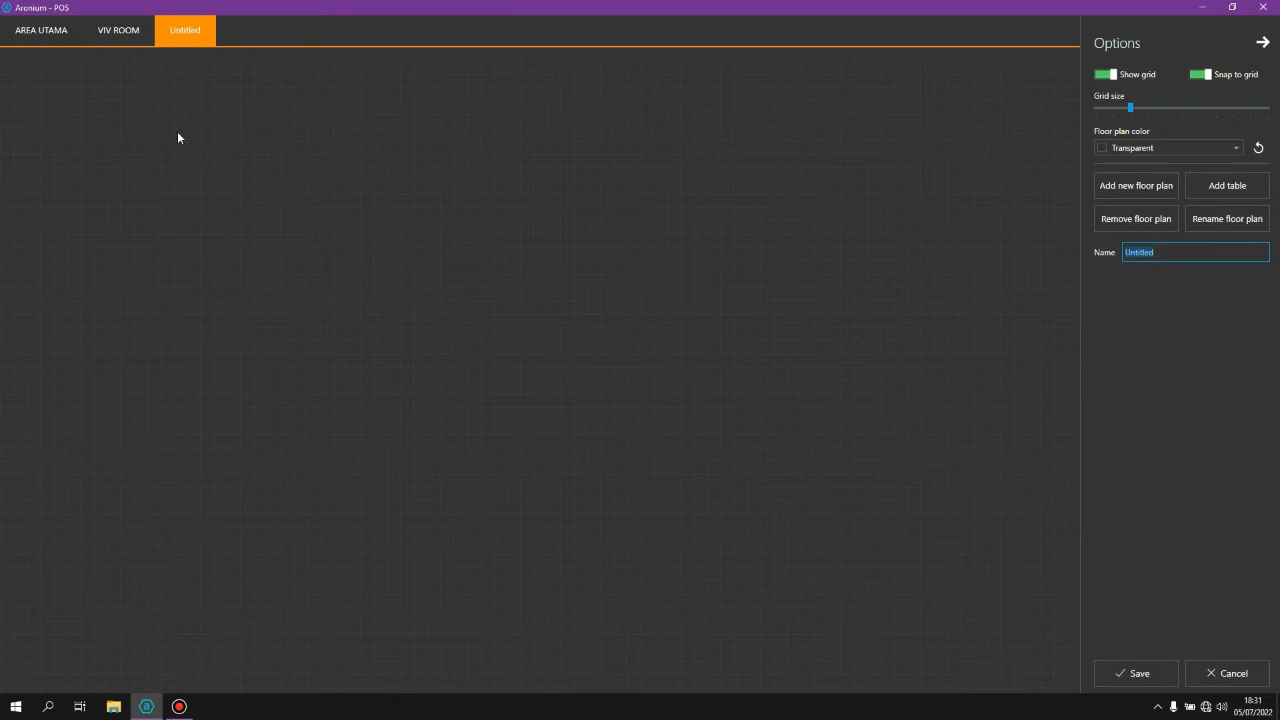 Aronium - POS
AREA UTAMA
VIV ROOM
Untitled
Options
Show grid
Snap to grid
Grid size
Floor plan color
Transparent
Add new floor plan
Add table
Remove floor plan
Rename floor plan
Name
Untitled
Save
Cancel
18:31
05/07/2022